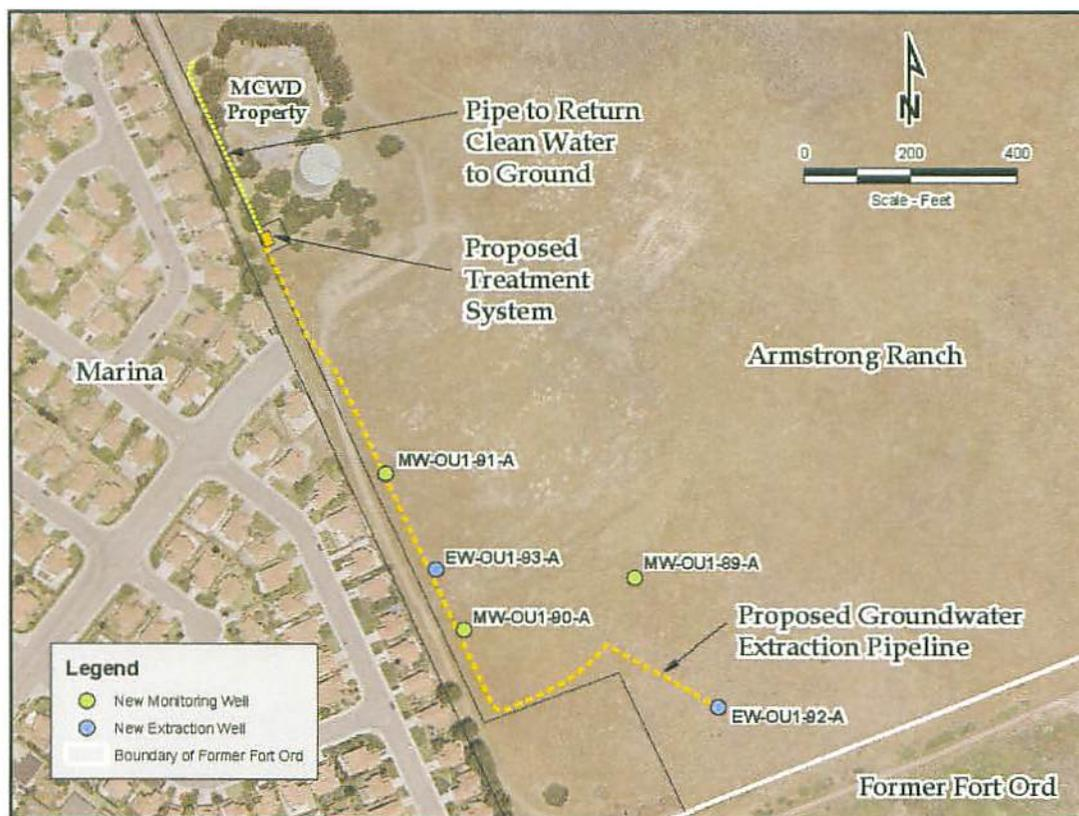 MCWD
Property
Pipe to Return
Clean Water
to Ground
N
0 200 400
Scale - Feet
Proposed
Treatment
System
Marina
Armstrong Ranch
MW-OU1-91-A
EW-OU1-93-A
MW-OU1-89-A
MW-OU1-90-A
Proposed Groundwater
Extraction Pipeline
EW-OU1-92-A
Legend
New Monitoring Well
New Extraction Well
Boundary of Former Fort Ord
Former Fort Ord